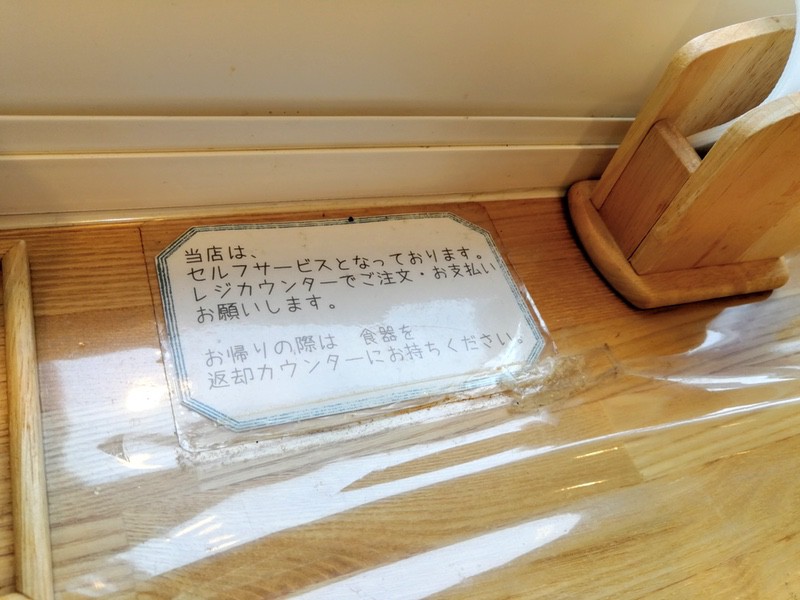 当店は、
セルフサービスとなっております。
レジカウンターでご注文・お支払い
お願いします。
お帰りの際は 食器を
返却カウンターにお持ちください。